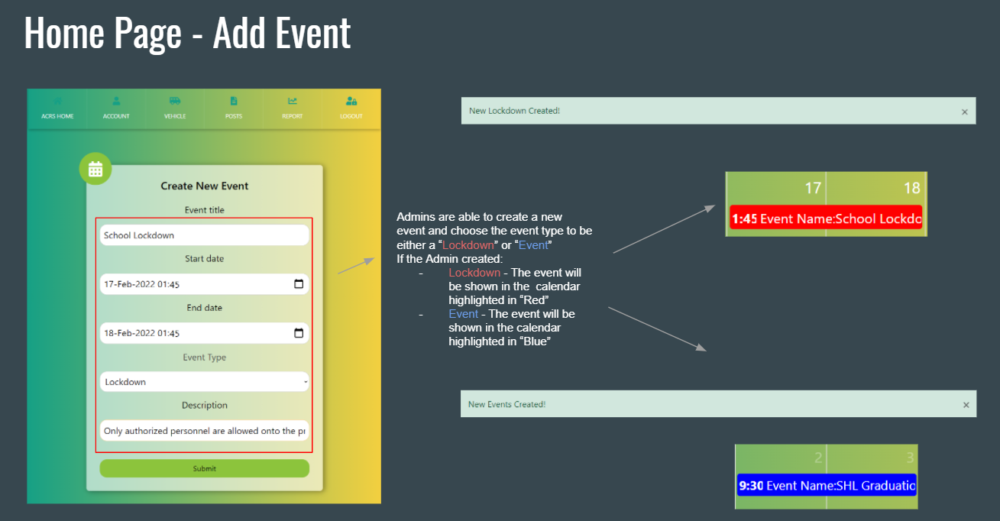 Home Page - Add Event
ACRS HOME
ACCOUNT
VEHICLE
POSTS
REPORT
LOGOUT
Create New Event
Event title
School Lockdown
Start date
17-Feb-2022 01:45
End date
18-Feb-2022 01:45
Event Type
Lockdown
Description
Only authorized personnel are allowed onto the pr
Submit
Admins are able to create a new
event and choose the event type to be
either a “Lockdown” or “Event”
If the Admin created:
- Lockdown - The event will
be shown in the calendar
highlighted in “Red”
- Event - The event will be
shown in the calendar
highlighted in “Blue”
New Lockdown Created! ×
17 18
1:45 Event Name:School Lockdo
New Events Created! ×
2 3
9:30 Event Name:SHL Graduatio